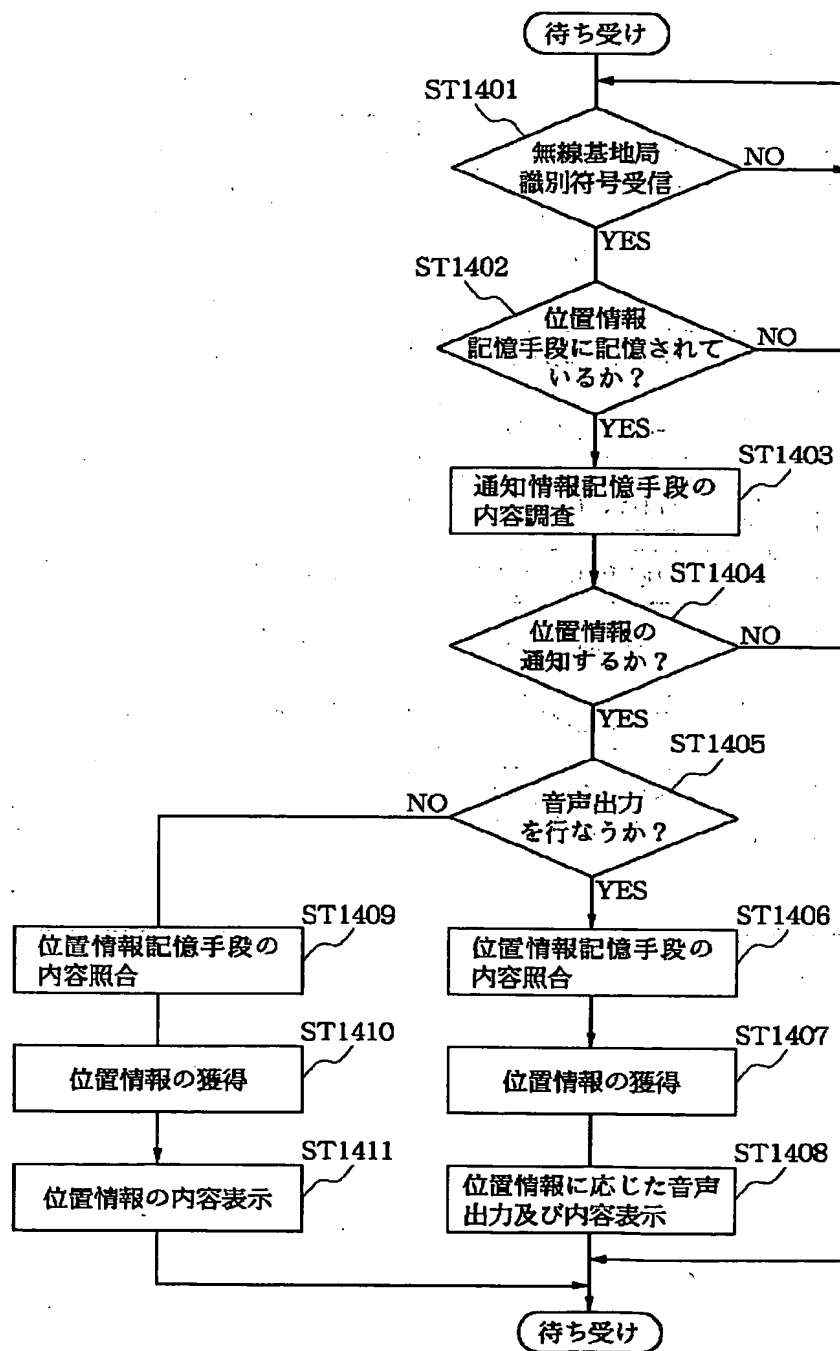 待ち受け
ST1401
無線基地局
識別符号受信
NO
YES
ST1402
位置情報
記憶手段に記憶されて
いるか？
NO
YES
ST1403
通知情報記憶手段の
内容調査
ST1404
位置情報の
通知するか？
NO
YES
ST1405
音声出力
を行なうか？
NO
YES
ST1409
位置情報記憶手段の
内容照合
ST1406
位置情報記憶手段の
内容照合
ST1410
位置情報の獲得
ST1407
位置情報の獲得
ST1411
位置情報の内容表示
ST1408
位置情報に応じた音声
出力及び内容表示
待ち受け